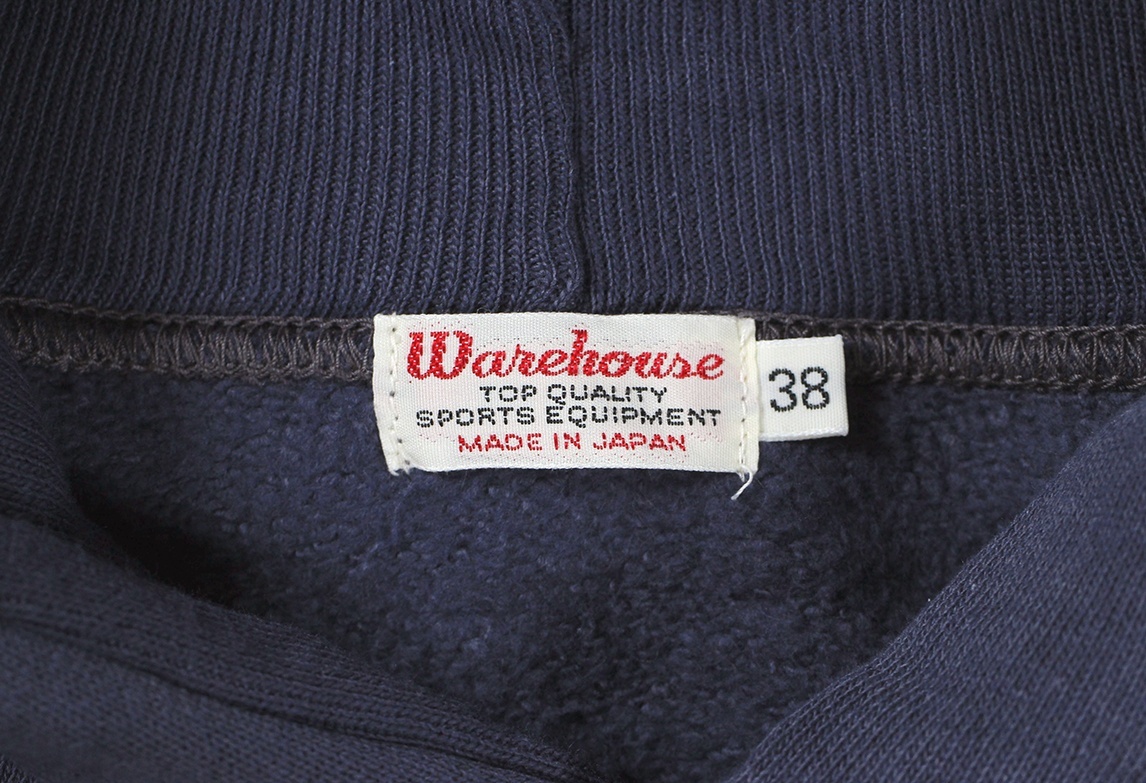 Warehouse
TOP QUALITY
SPORTS EQUIPMENT
MADE IN JAPAN
38